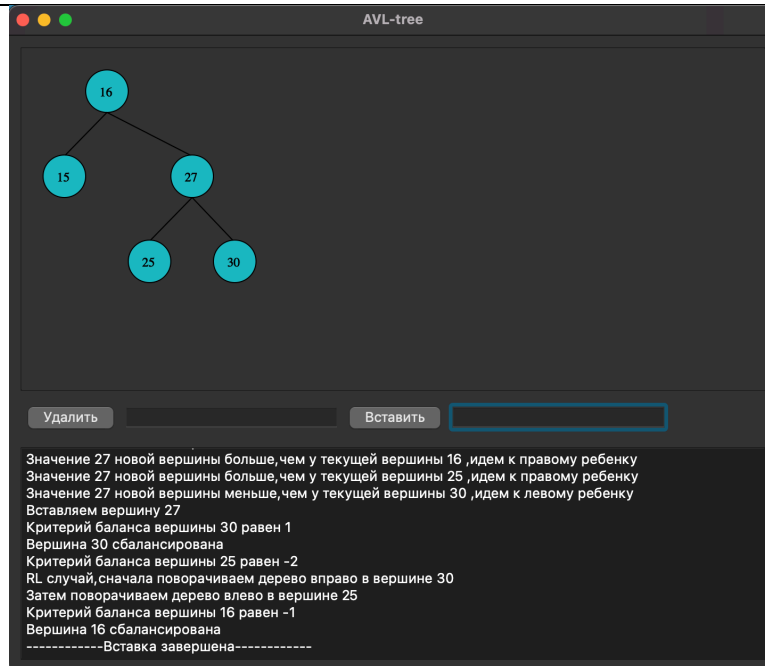 AVL-tree
16
15
27
25
30
Удалить
Вставить
Значение 27 новой вершины больше,чем у текущей вершины 16 ,идем к правому ребенку
Значение 27 новой вершины больше,чем у текущей вершины 25 ,идем к правому ребенку
Значение 27 новой вершины меньше,чем у текущей вершины 30 ,идем к левому ребенку
Вставляем вершину 27
Критерий баланса вершины 30 равен 1
Вершина 30 сбалансирована
Критерий баланса вершины 25 равен -2
RL случай,сначала поворачиваем дерево вправо в вершине 30
Затем поворачиваем дерево влево в вершине 25
Критерий баланса вершины 16 равен -1
Вершина 16 сбалансирована
------------Вставка завершена------------